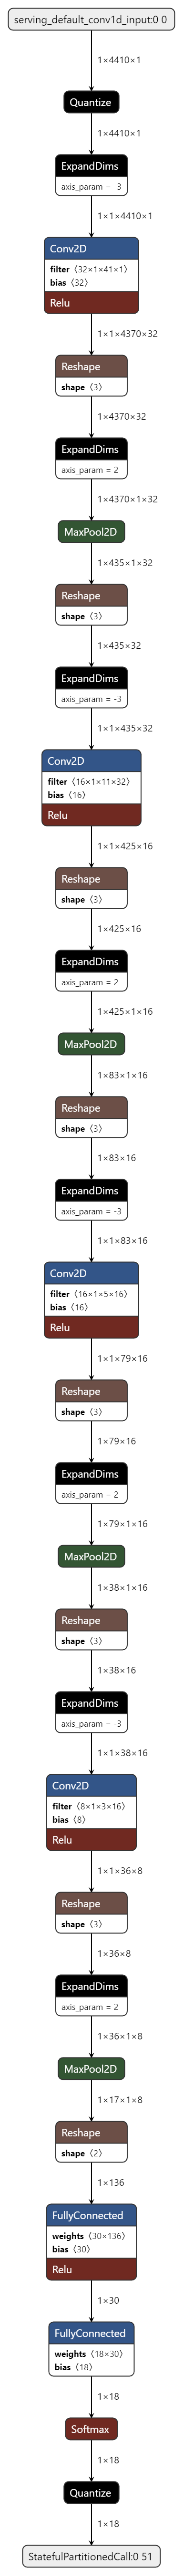 serving_default_conv1d_input:0 0
1×4410×1
Quantize
1×4410×1
ExpandDims
axis_param = -3
1×1×4410×1
Conv2D
filter ⟨32×1×41×1⟩
bias ⟨32⟩
Relu
1×1×4370×32
Reshape
shape ⟨3⟩
1×4370×32
ExpandDims
axis_param = 2
1×4370×1×32
MaxPool2D
1×435×1×32
Reshape
shape ⟨3⟩
1×435×32
ExpandDims
axis_param = -3
1×1×435×32
Conv2D
filter ⟨16×1×11×32⟩
bias ⟨16⟩
Relu
1×1×425×16
Reshape
shape ⟨3⟩
1×425×16
ExpandDims
axis_param = 2
1×425×1×16
MaxPool2D
1×83×1×16
Reshape
shape ⟨3⟩
1×83×16
ExpandDims
axis_param = -3
1×1×83×16
Conv2D
filter ⟨16×1×5×16⟩
bias ⟨16⟩
Relu
1×1×79×16
Reshape
shape ⟨3⟩
1×79×16
ExpandDims
axis_param = 2
1×79×1×16
MaxPool2D
1×38×1×16
Reshape
shape ⟨3⟩
1×38×16
ExpandDims
axis_param = -3
1×1×38×16
Conv2D
filter ⟨8×1×3×16⟩
bias ⟨8⟩
Relu
1×1×36×8
Reshape
shape ⟨3⟩
1×36×8
ExpandDims
axis_param = 2
1×36×1×8
MaxPool2D
1×17×1×8
Reshape
shape ⟨2⟩
1×136
FullyConnected
weights ⟨30×136⟩
bias ⟨30⟩
Relu
1×30
FullyConnected
weights ⟨18×30⟩
bias ⟨18⟩
1×18
Softmax
1×18
Quantize
1×18
StatefulPartitionedCall:0 51